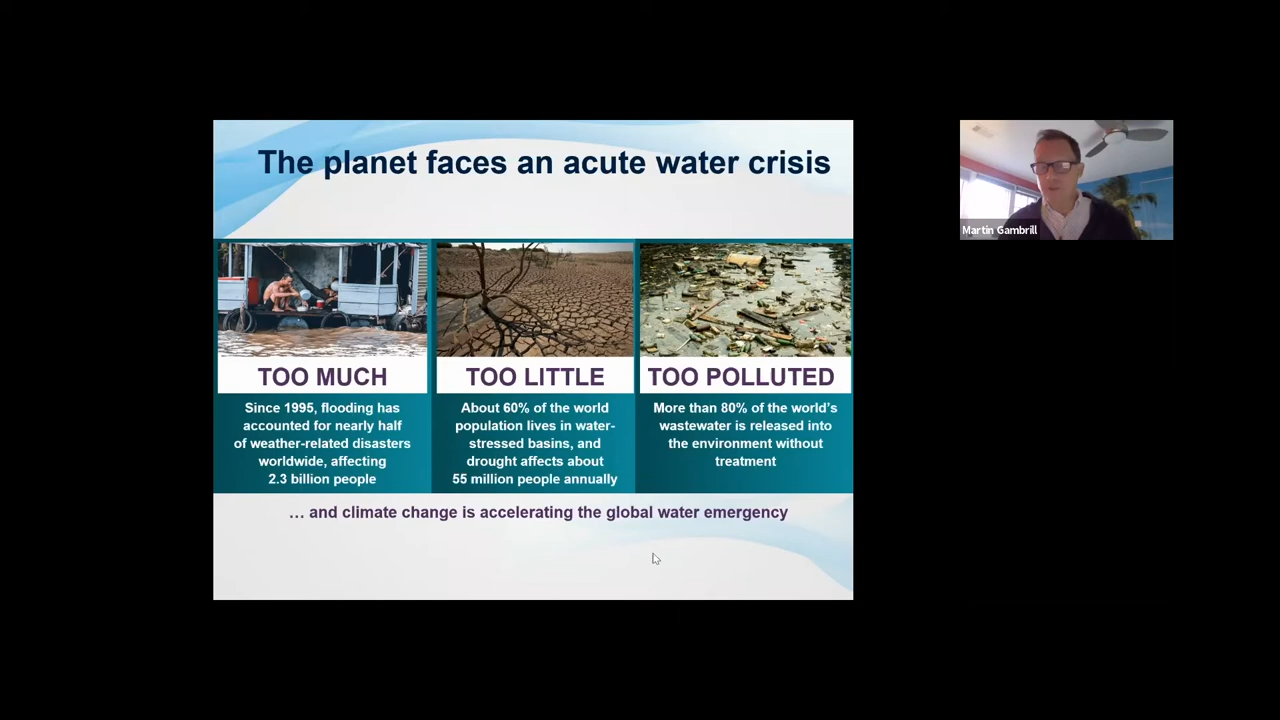 The planet faces an acute water crisis
TOO MUCH
Since 1995, flooding has
accounted for nearly half
of weather-related disasters
worldwide, affecting
2.3 billion people
TOO LITTLE
About 60% of the world
population lives in water-
stressed basins, and
drought affects about
55 million people annually
TOO POLLUTED
More than 80% of the world's
wastewater is released into
the environment without
treatment
… and climate change is accelerating the global water emergency
Martin Gambrill